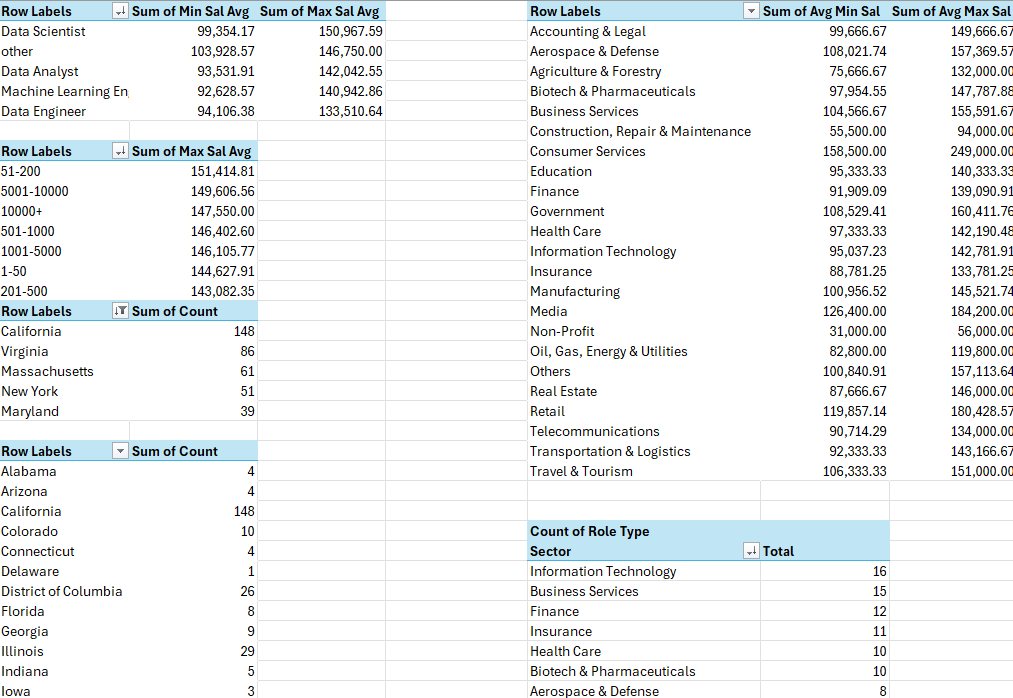 Row Labels Sum of Min Sal Avg Sum of Max Sal Avg
Data Scientist 99,354.17 150,967.59
other 103,928.57 146,750.00
Data Analyst 93,531.91 142,042.55
Machine Learning En 92,628.57 140,942.86
Data Engineer 94,106.38 133,510.64
Row Labels Sum of Max Sal Avg
51-200 151,414.81
5001-10000 149,606.56
10000+ 147,550.00
501-1000 146,402.60
1001-5000 146,105.77
1-50 144,627.91
201-500 143,082.35
Row Labels Sum of Count
California 148
Virginia 86
Massachusetts 61
New York 51
Maryland 39
Row Labels Sum of Count
Alabama 4
Arizona 4
California 148
Colorado 10
Connecticut 4
Delaware 1
District of Columbia 26
Florida 8
Georgia 9
Illinois 29
Indiana 5
Iowa 3
Row Labels Sum of Avg Min Sal Sum of Avg Max Sal
Accounting & Legal 99,666.67 149,666.67
Aerospace & Defense 108,021.74 157,369.57
Agriculture & Forestry 75,666.67 132,000.00
Biotech & Pharmaceuticals 97,954.55 147,787.88
Business Services 104,566.67 155,591.67
Construction, Repair & Maintenance 55,500.00 94,000.00
Consumer Services 158,500.00 249,000.00
Education 95,333.33 140,333.33
Finance 91,909.09 139,090.91
Government 108,529.41 160,411.76
Health Care 97,333.33 142,190.48
Information Technology 95,037.23 142,781.91
Insurance 88,781.25 133,781.25
Manufacturing 100,956.52 145,521.74
Media 126,400.00 184,200.00
Non-Profit 31,000.00 56,000.00
Oil, Gas, Energy & Utilities 82,800.00 119,800.00
Others 100,840.91 157,113.64
Real Estate 87,666.67 146,000.00
Retail 119,857.14 180,428.57
Telecommunications 90,714.29 134,000.00
Transportation & Logistics 92,333.33 143,166.67
Travel & Tourism 106,333.33 151,000.00
Count of Role Type
Sector Total
Information Technology 16
Business Services 15
Finance 12
Insurance 11
Health Care 10
Biotech & Pharmaceuticals 10
Aerospace & Defense 8